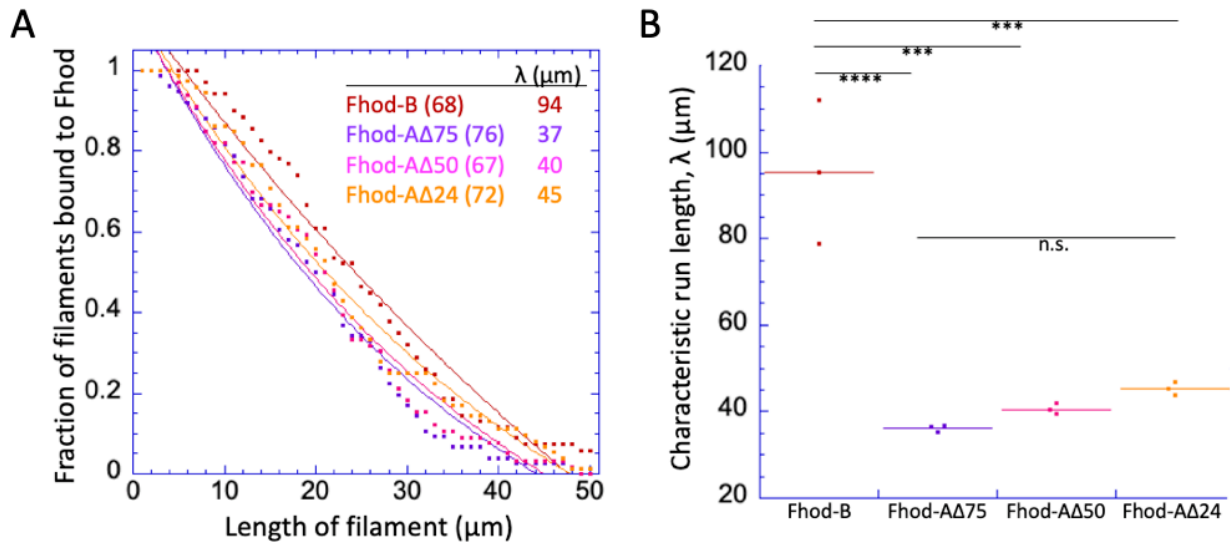 A
Fraction of filaments bound to Fhod
1
0.8
0.6
0.4
0.2
0
0 10 20 30 40 50
Length of filament (μm)
λ (μm)
Fhod-B (68) 94
Fhod-AΔ75 (76) 37
Fhod-AΔ50 (67) 40
Fhod-AΔ24 (72) 45
B
Characteristic run length, λ (μm)
120
100
80
60
40
20
***
***
****
n.s.
Fhod-B Fhod-AΔ75 Fhod-AΔ50 Fhod-AΔ24